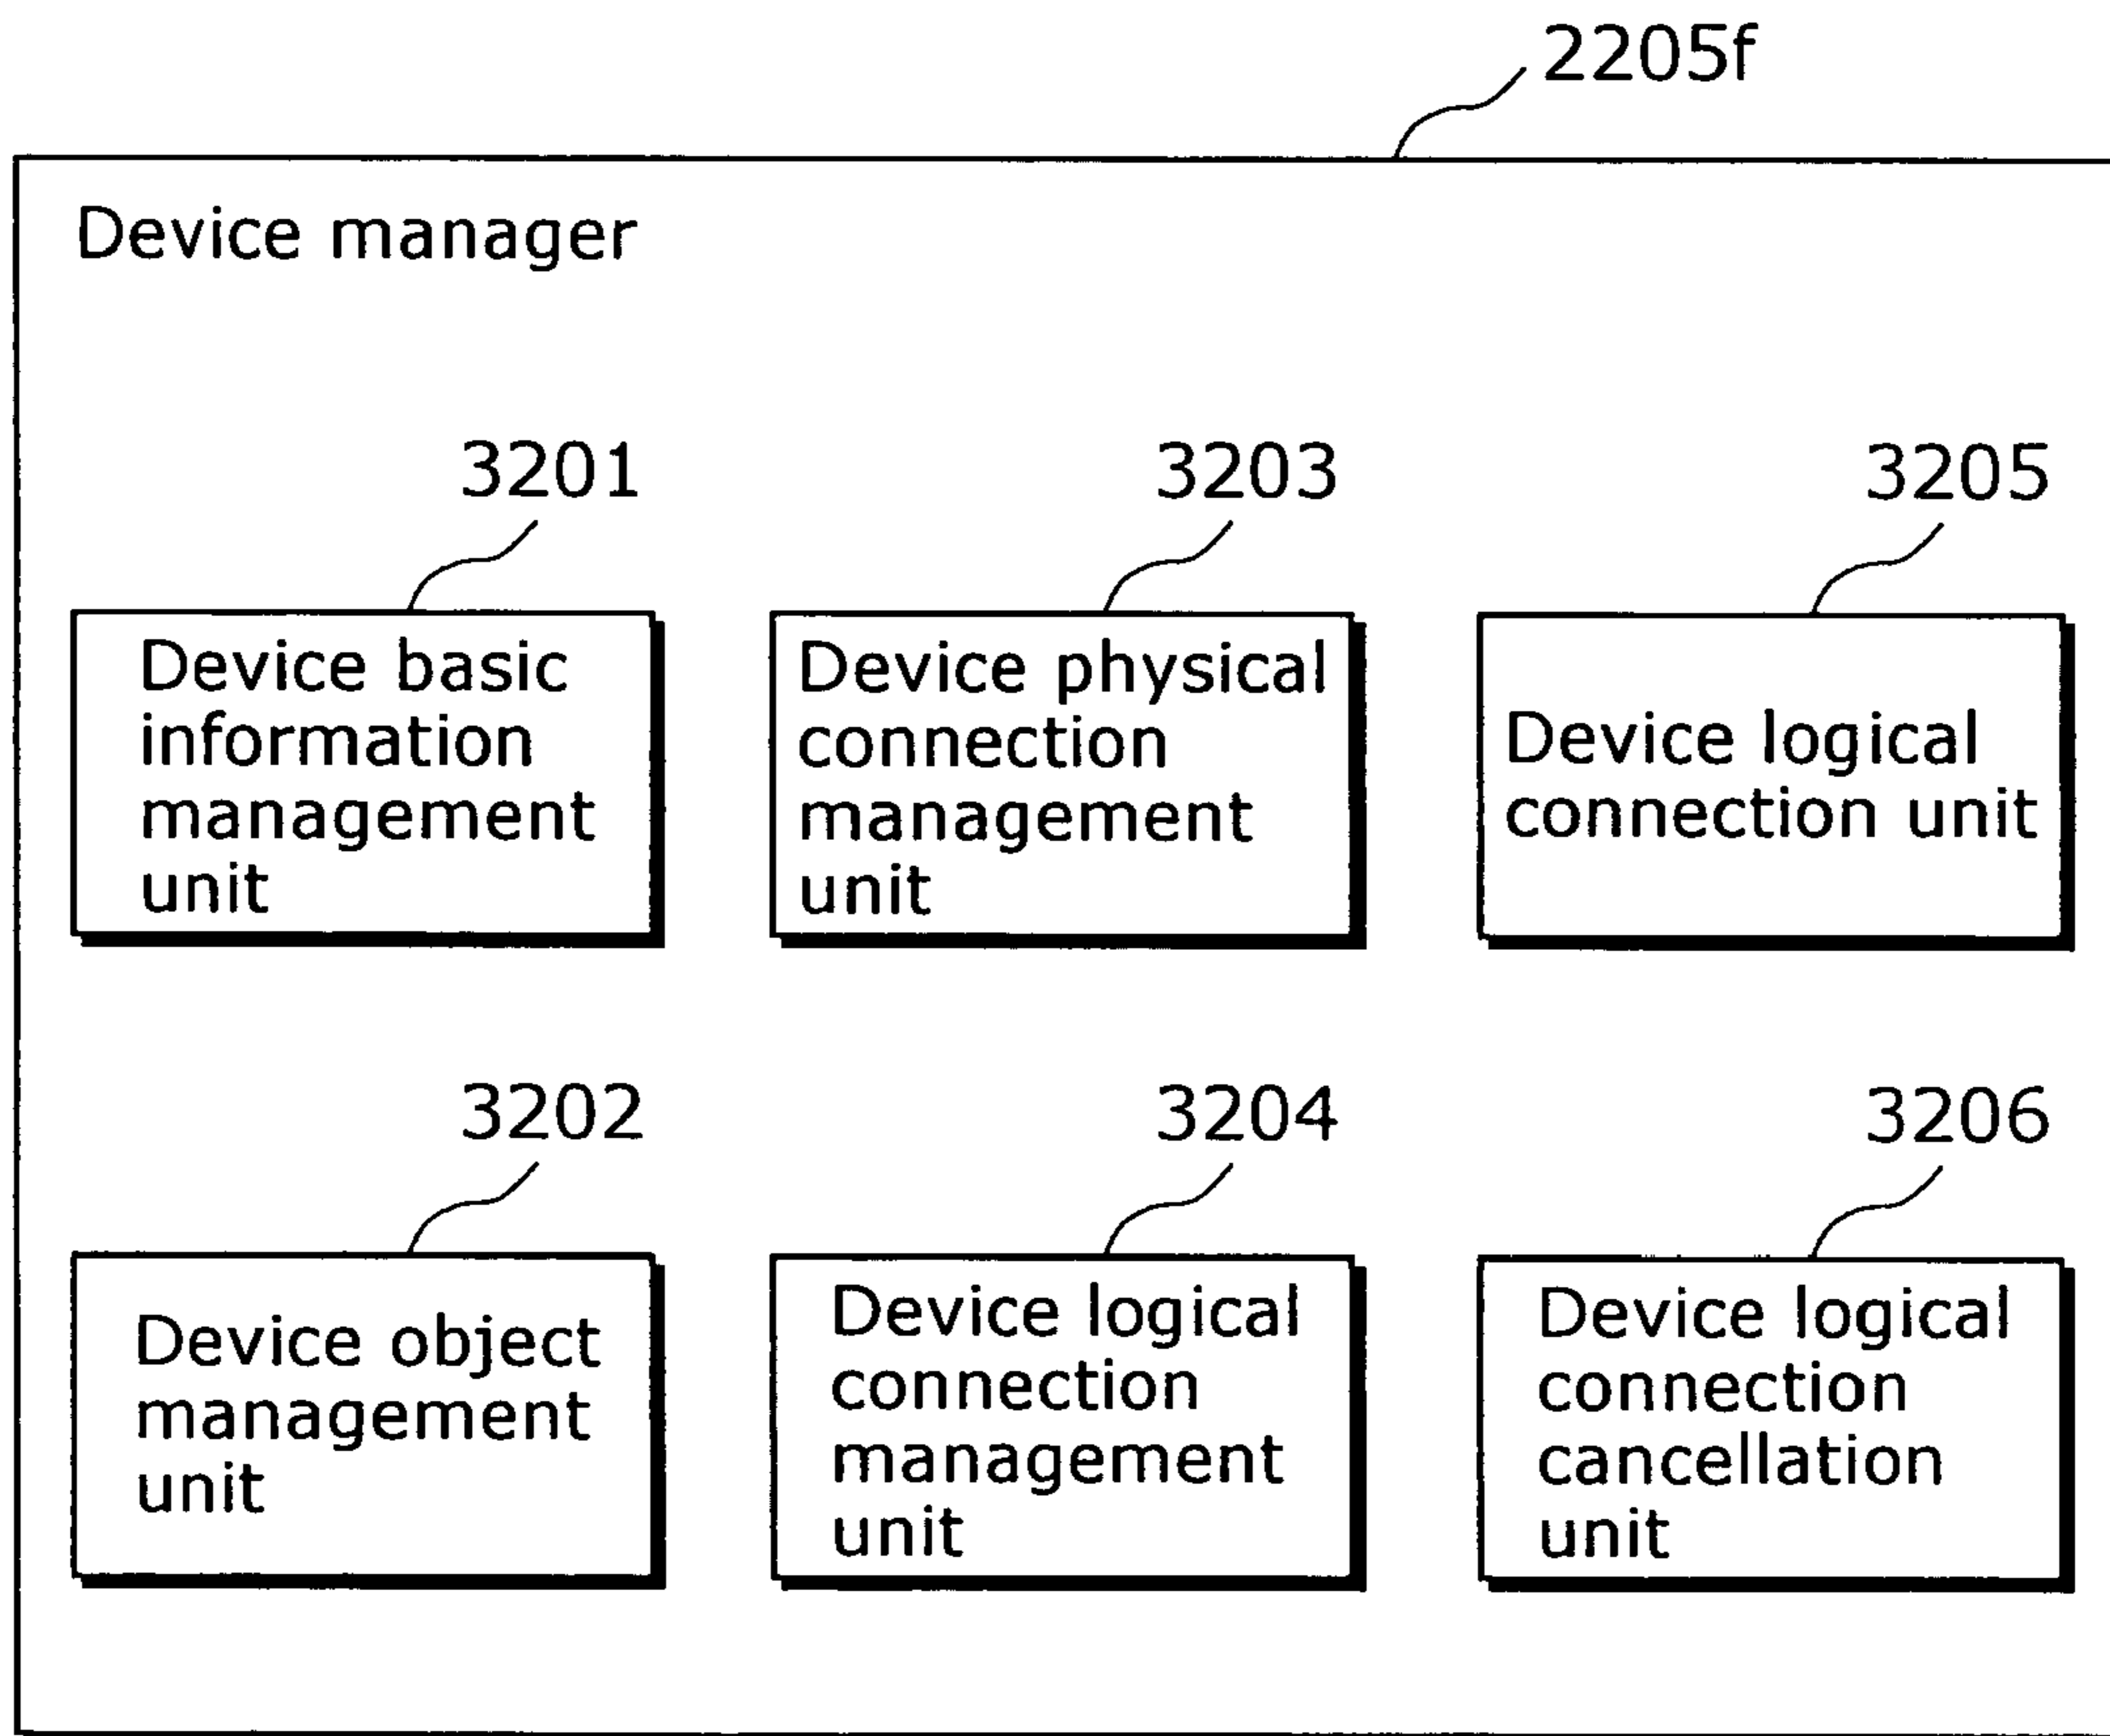 2205f
Device manager
3201
3203
3205
Device basic
information
management
unit
Device physical
connection
management
unit
Device logical
connection unit
3202
3204
3206
Device object
management
unit
Device logical
connection
management
unit
Device logical
connection
cancellation
unit